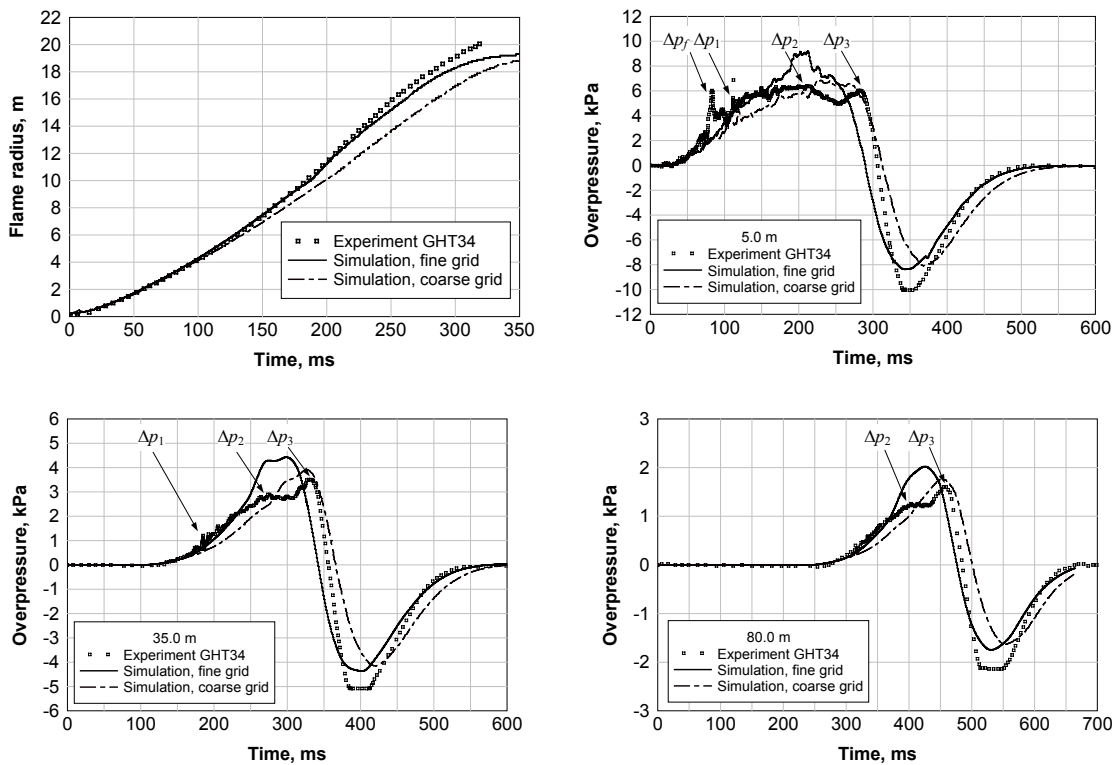 22
20
18
16
14
12
10
8
6
4
2
0
Flame radius, m
Experiment GHT34
Simulation, fine grid
Simulation, coarse grid
0 50 100 150 200 250 300 350
Time, ms
12
10
8
6
4
2
0
-2
-4
-6
-8
-10
-12
Overpressure, kPa
Δpf Δp1 Δp2 Δp3
5.0 m
Experiment GHT34
Simulation, fine grid
Simulation, coarse grid
0 100 200 300 400 500 600
Time, ms
6
5
4
3
2
1
0
-1
-2
-3
-4
-5
-6
Overpressure, kPa
Δp1 Δp2 Δp3
35.0 m
Experiment GHT34
Simulation, fine grid
Simulation, coarse grid
0 100 200 300 400 500 600
Time, ms
3
2
1
0
-1
-2
-3
Overpressure, kPa
Δp2 Δp3
80.0 m
Experiment GHT34
Simulation, fine grid
Simulation, coarse grid
0 100 200 300 400 500 600 700
Time, ms